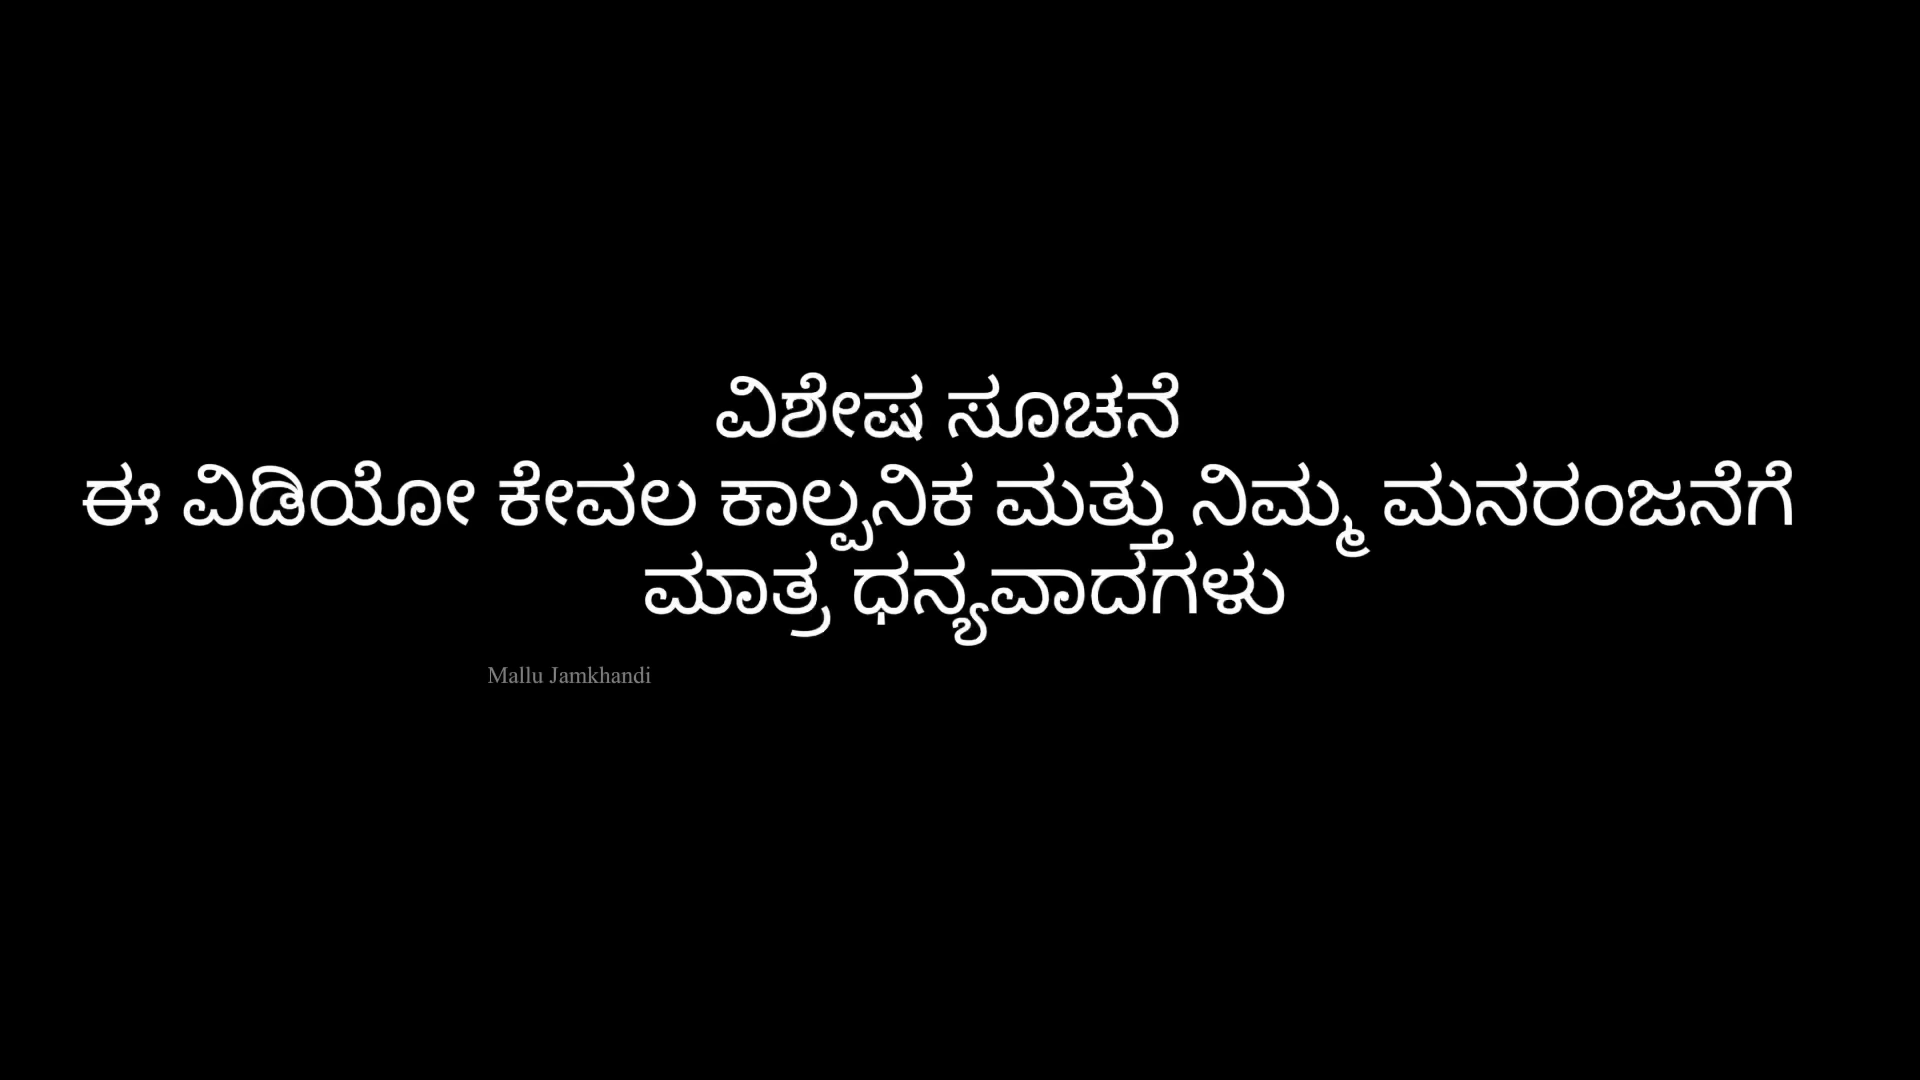 ವಿಶೇಷ ಸೂಚನೆ
ಈ ವಿಡಿಯೋ ಕೇವಲ ಕಾಲ್ಪನಿಕ ಮತ್ತು ನಿಮ್ಮ ಮನರಂಜನೆಗೆ
ಮಾತ್ರ ಧನ್ಯವಾದಗಳು
Mallu Jamkhandi